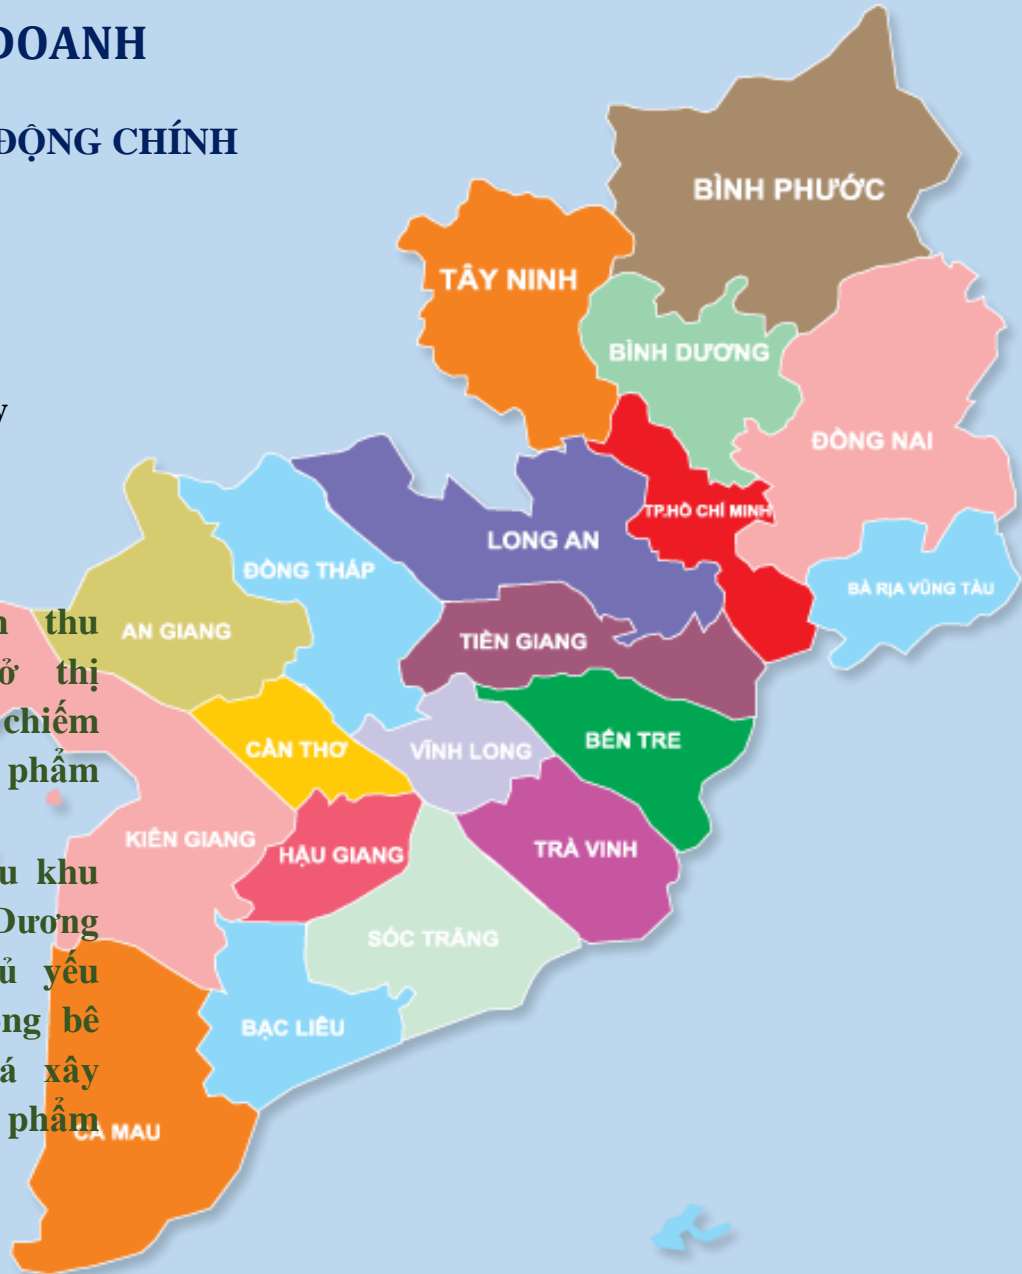 DOANH
ĐỘNG CHÍNH
BÌNH PHƯỚC
TÂY NINH
BÌNH DƯƠNG
ĐỒNG NAI
TP.HỒ CHÍ MINH
LONG AN
ĐỒNG THÁP
BÀ RỊA VŨNG TÀU
thu
AN GIANG
TIỀN GIANG
ở thị
chiếm
CẦN THƠ
VĨNH LONG
BẾN TRE
phẩm
KIÊN GIANG
HẬU GIANG
TRÀ VINH
khu
Dương
SÓC TRĂNG
yếu
BẠC LIÊU
bê
xây
phẩm
CÀ MAU